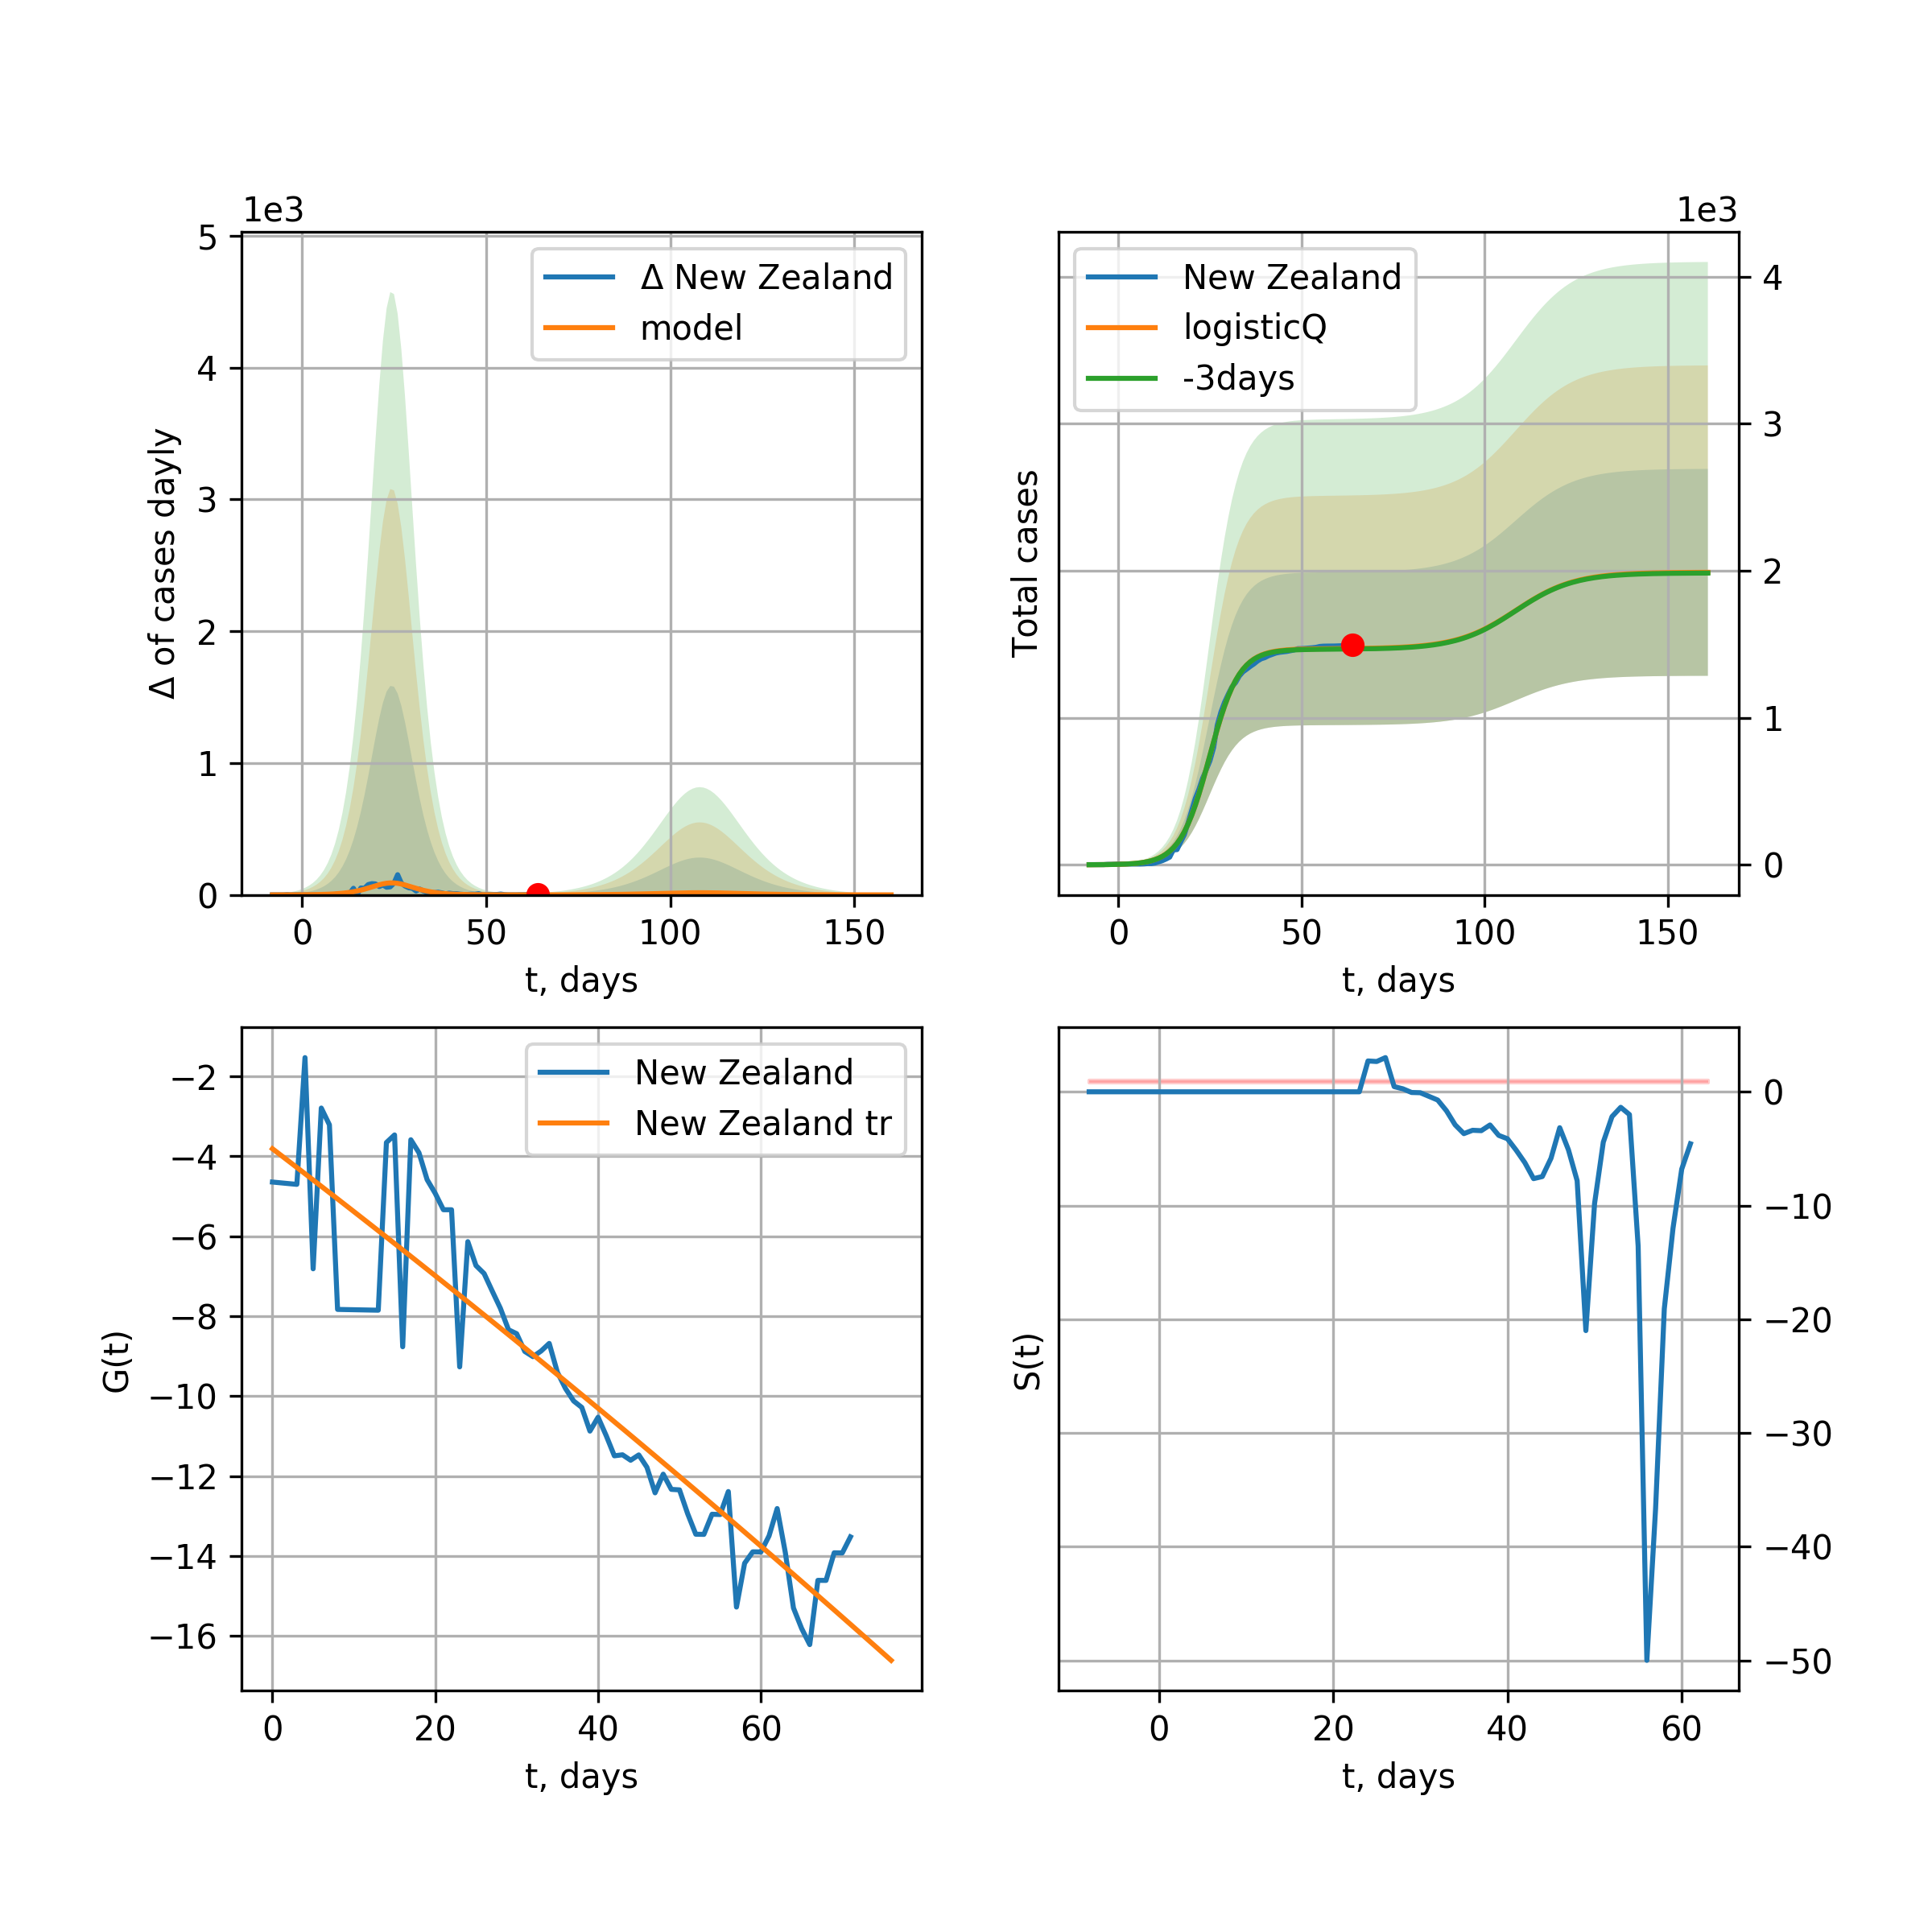 1e3
5
4
3
2
1
0
Δ of cases dayly
Δ New Zealand
model
0 50 100 150
t, days
1e3
4
3
2
1
0
Total cases
New Zealand
logisticQ
-3days
0 50 100 150
t, days
−2
−4
−6
−8
−10
−12
−14
−16
G(t)
New Zealand
New Zealand tr
0 20 40 60
t, days
0
−10
−20
−30
−40
−50
S(t)
0 20 40 60
t, days